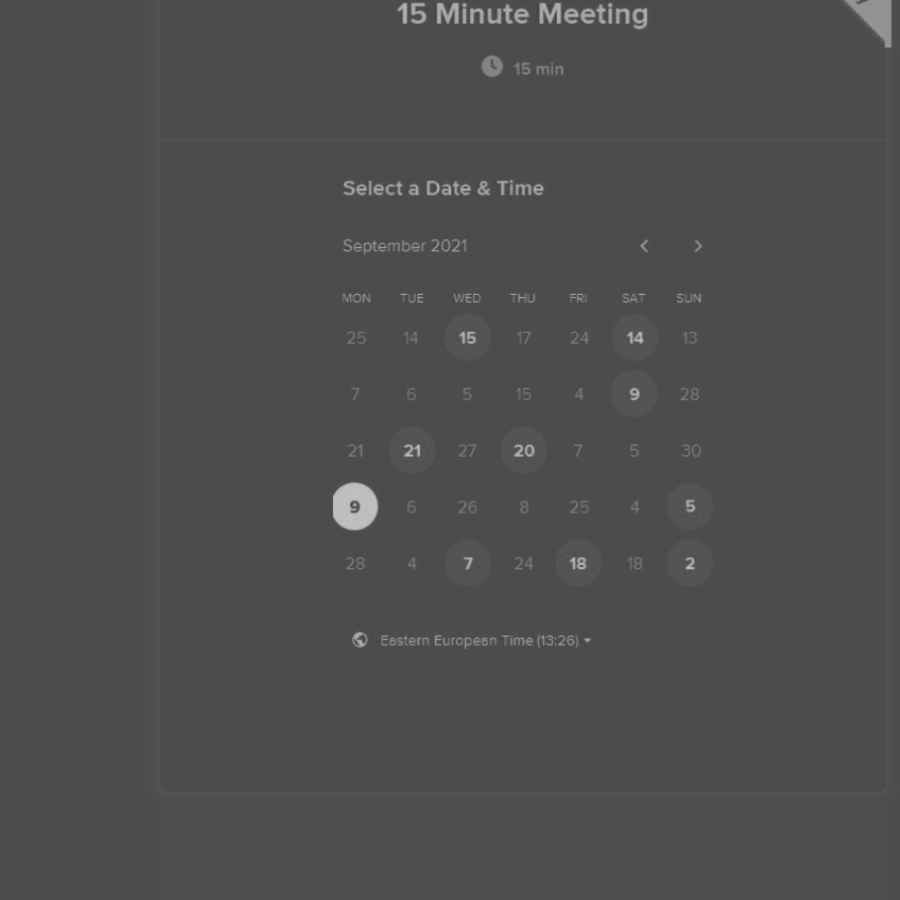 15 Minute Meeting
15 min
Select a Date & Time
September 2021
MON TUE WED THU FRI SAT SUN
25 14 15 17 24 14 13
7 6 5 15 4 9 28
21 21 27 20 7 5 30
9 6 26 8 25 4 5
28 4 7 24 18 18 2
Eastern European Time (13:26)